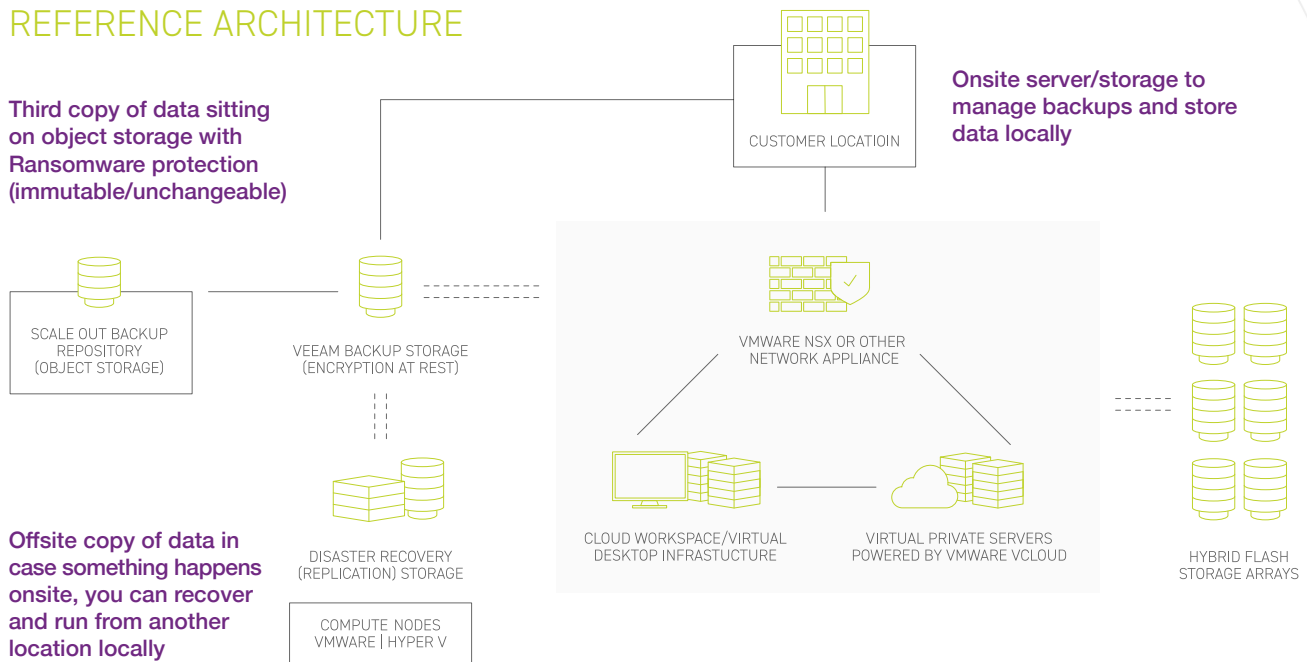 REFERENCE ARCHITECTURE
Third copy of data sitting
on object storage with
Ransomware protection
(immutable/unchangeable)
CUSTOMER LOCATIOIN
Onsite server/storage to
manage backups and store
data locally
SCALE OUT BACKUP
REPOSITORY
(OBJECT STORAGE)
VEEAM BACKUP STORAGE
(ENCRYPTION AT REST)
VMWARE NSX OR OTHER
NETWORK APPLIANCE
Offsite copy of data in
case something happens
onsite, you can recover
and run from another
location locally
DISASTER RECOVERY
(REPLICATION) STORAGE
COMPUTE NODES
VMWARE | HYPER V
CLOUD WORKSPACE/VIRTUAL
DESKTOP INFRASTUCTURE
VIRTUAL PRIVATE SERVERS
POWERED BY VMWARE VCLOUD
HYBRID FLASH
STORAGE ARRAYS